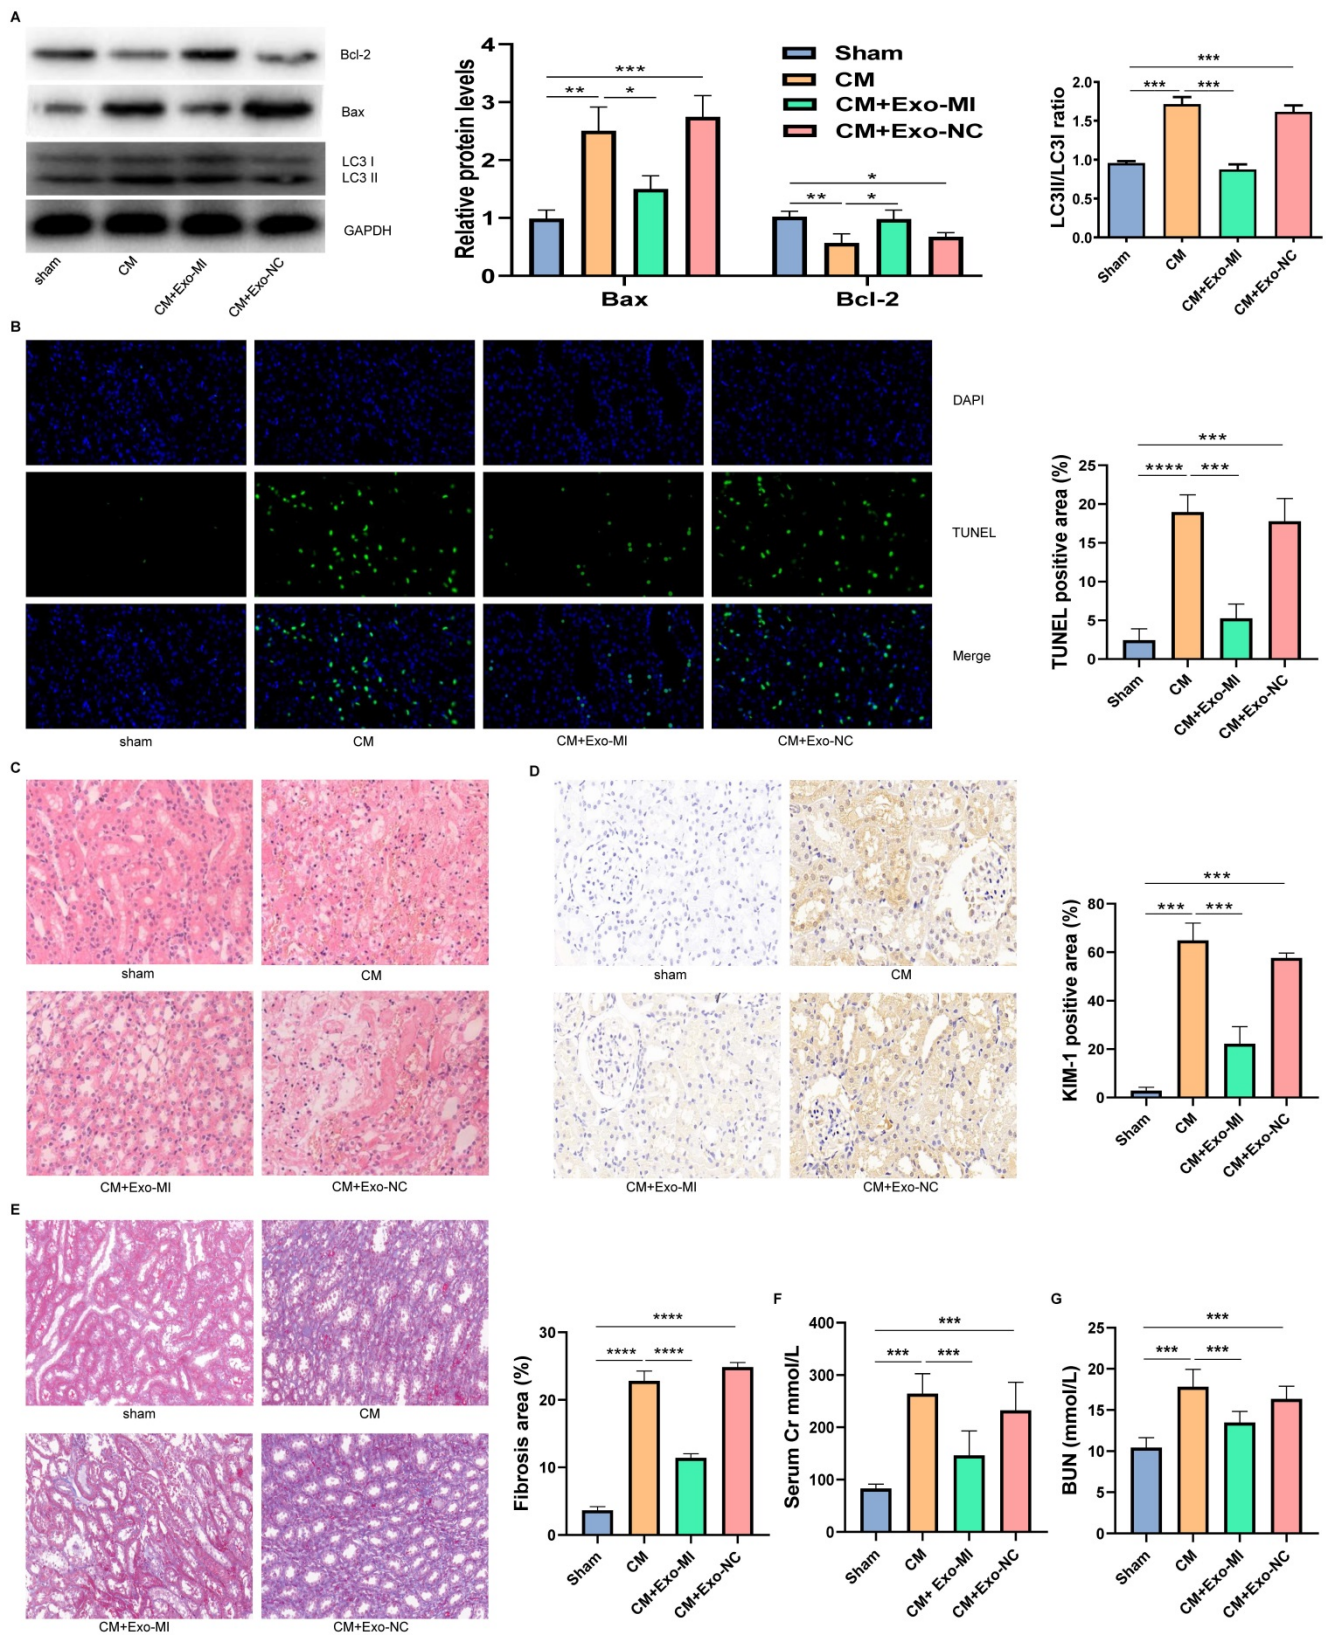 A
Bcl-2
Bax
LC3 I
LC3 II
GAPDH
sham
CM
CM+Exo-MI
CM+Exo-NC
Relative protein levels
4
3
2
1
0
***
**
*
*
**
*
Bax
Bcl-2
Sham
CM
CM+Exo-MI
CM+Exo-NC
LC3II/LC3I ratio
2.0
1.5
1.0
0.5
0.0
***
***
***
Sham
CM
CM+Exo-MI
CM+Exo-NC
B
DAPI
TUNEL
Merge
sham
CM
CM+Exo-MI
CM+Exo-NC
TUNEL positive area (%)
25
20
15
10
5
0
***
****
***
Sham
CM
CM+Exo-MI
CM+Exo-NC
C
sham
CM
CM+Exo-MI
CM+Exo-NC
D
sham
CM
CM+Exo-MI
CM+Exo-NC
KIM-1 positive area (%)
80
60
40
20
0
***
***
***
Sham
CM
CM+Exo-MI
CM+Exo-NC
E
sham
CM
CM+Exo-MI
CM+Exo-NC
Fibrosis area (%)
30
20
10
0
****
****
****
Sham
CM
CM+Exo-MI
CM+Exo-NC
F
Serum Cr mmol/L
400
300
200
100
0
***
***
***
Sham
CM
CM+ Exo-MI
CM+Exo-NC
G
BUN (mmol/L)
25
20
15
10
5
0
***
***
***
Sham
CM
CM+Exo-MI
CM+Exo-NC